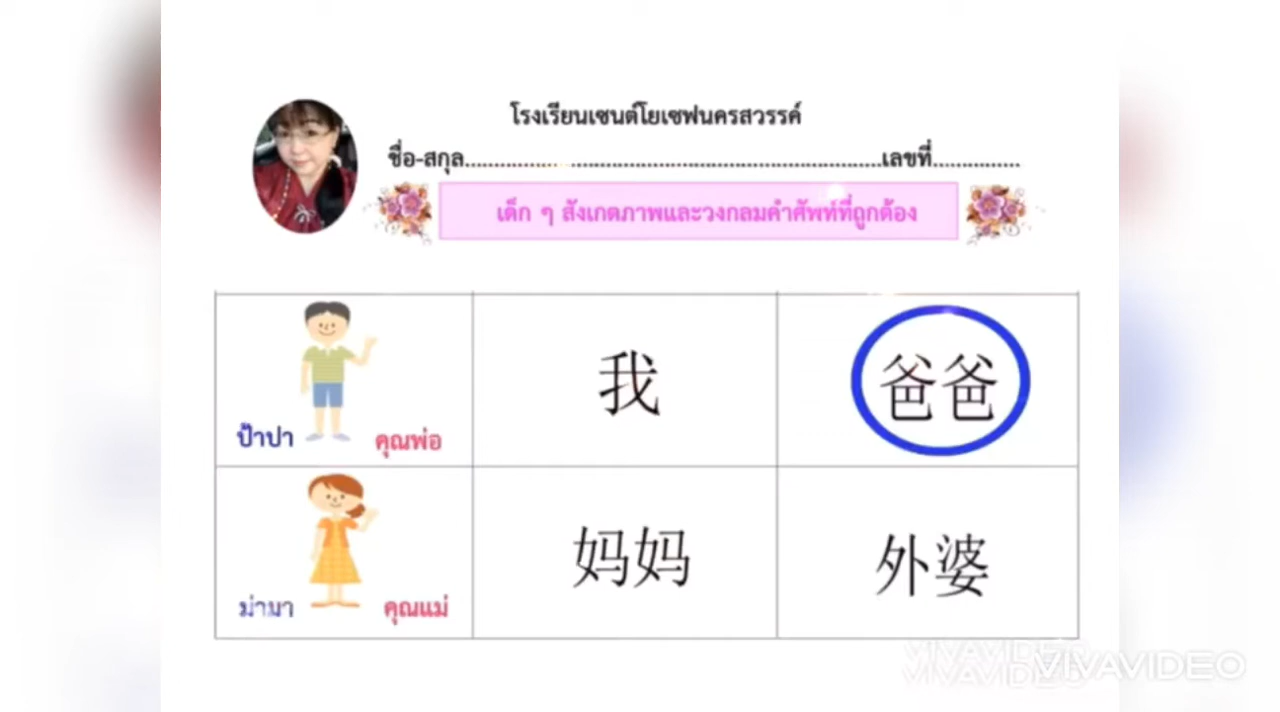 โรงเรียนเซนต์โยเซฟนครสวรรค์
ชื่อ-สกุล.................................................................เลขที่...............
เด็ก ๆ สังเกตภาพและวงกลมคำศัพท์ที่ถูกต้อง
ป้าปา คุณพ่อ 我 爸爸
ม่ามา คุณแม่ 妈妈 外婆
VIVAVIDEO
VIVAVIDEO
VIVAVIDEO